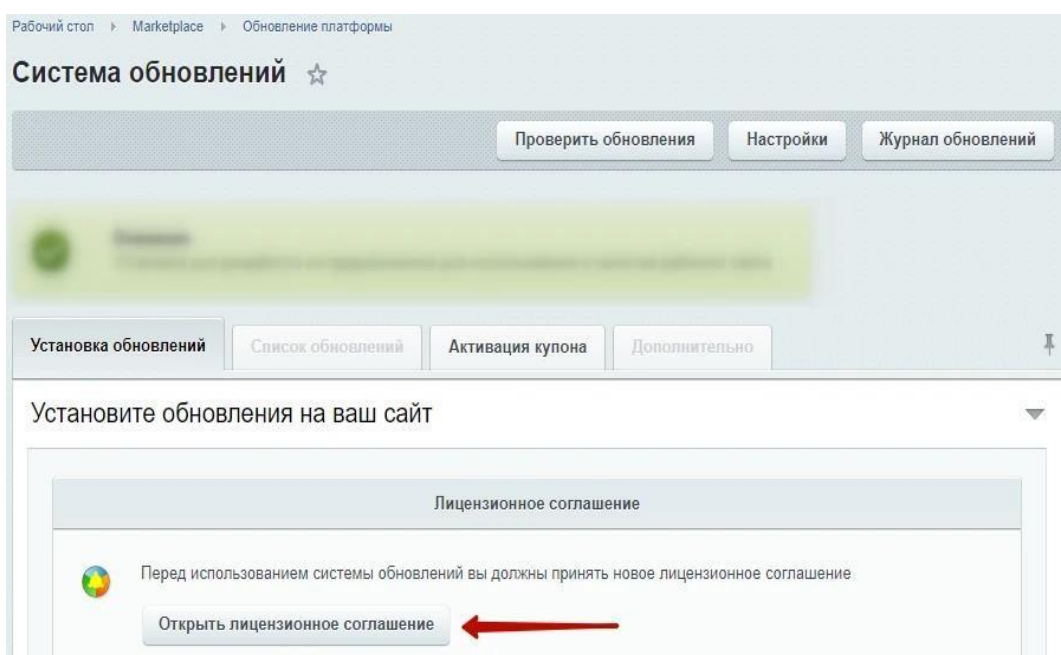 Рабочий стол Marketplace Обновление платформы
Система обновлений
Проверить обновления Настройки Журнал обновлений
Установка обновлений Список обновлений Активация купона Дополнительно
Установите обновления на ваш сайт
Лицензионное соглашение
Перед использованием системы обновлений вы должны принять новое лицензионное соглашение
Открыть лицензионное соглашение